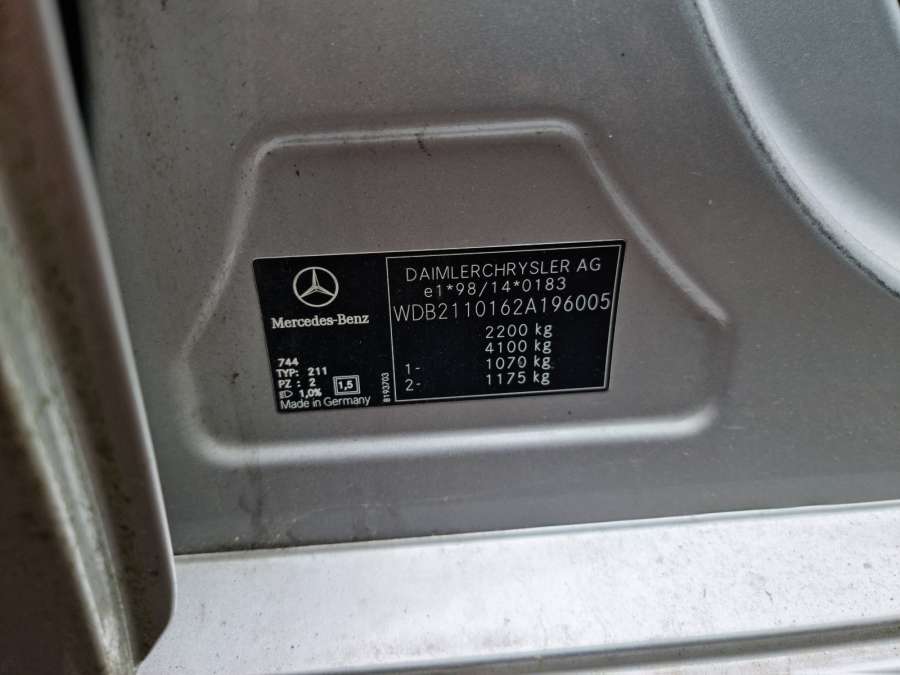 Mercedes-Benz
744
TYP: 211
PZ : 2
1,0%
1,5
Made in Germany
8193703
DAIMLERCHRYSLER AG
e1*98/14*0183
WDB2110162A196005
2200 kg
4100 kg
1- 1070 kg
2- 1175 kg